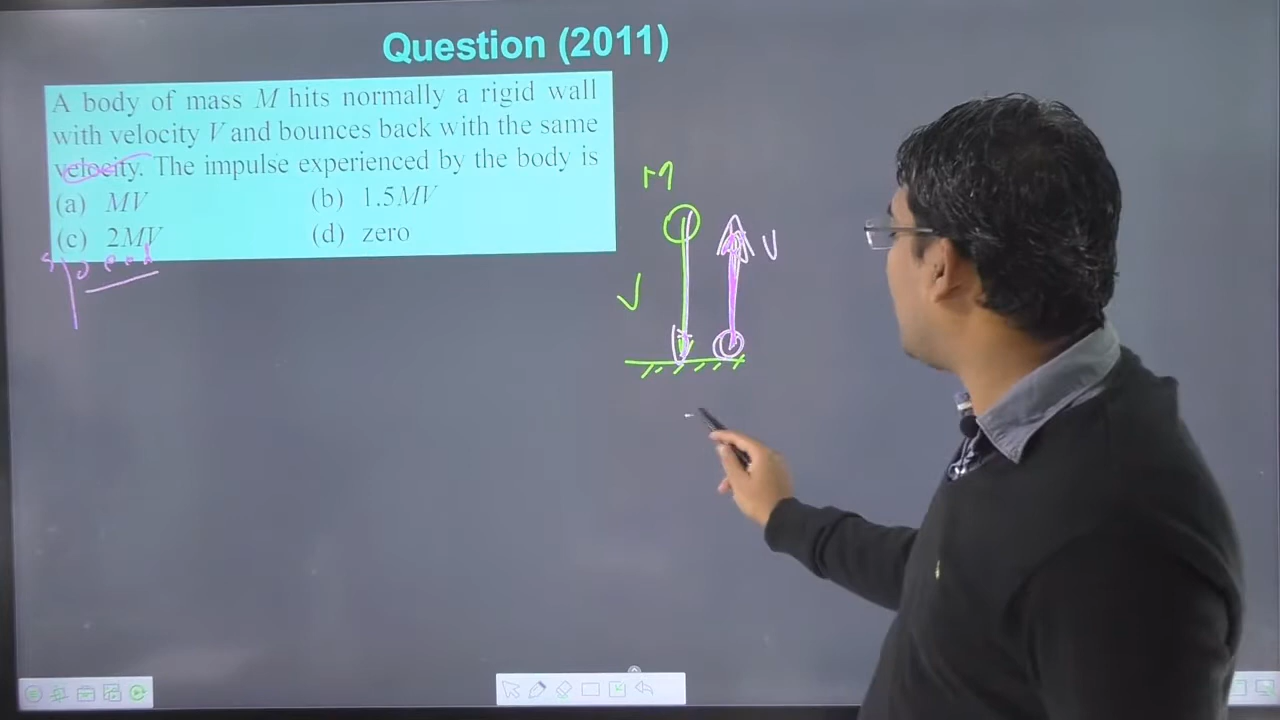 Question (2011)
A body of mass M hits normally a rigid wall
with velocity V and bounces back with the same
velocity. The impulse experienced by the body is
(a) MV (b) 1.5MV
(c) 2MV (d) zero
speed
M
V
V